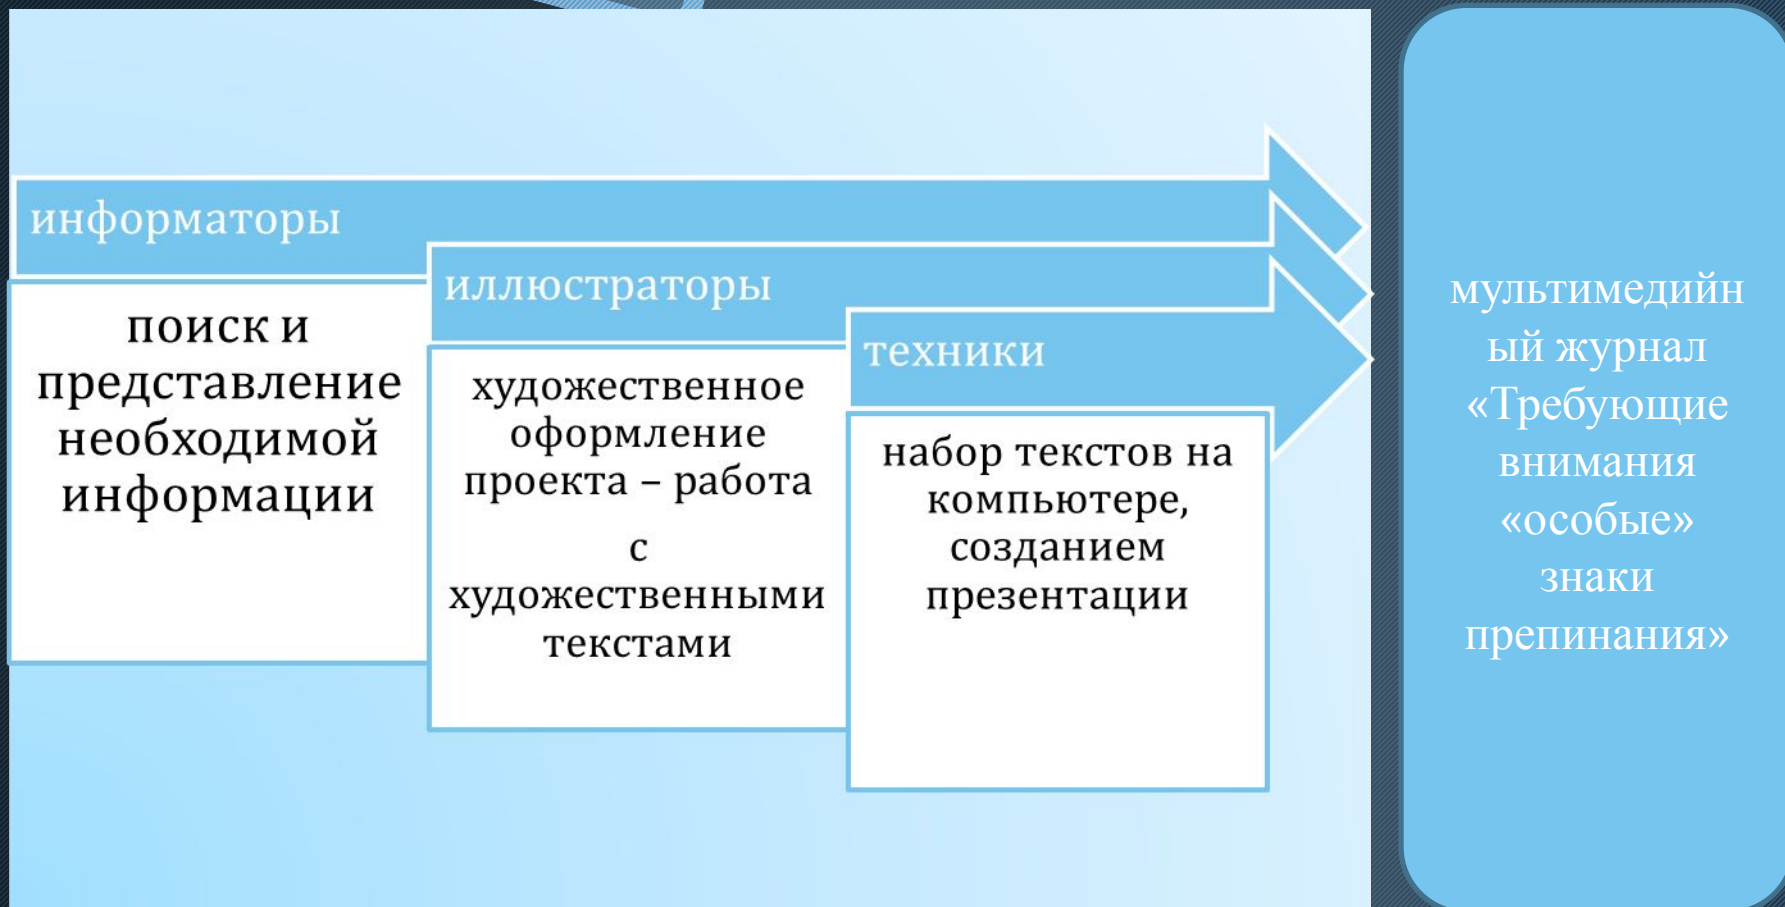 информаторы
поиск и
представление
необходимой
информации
иллюстраторы
художественное
оформление
проекта – работа
с
художественными
текстами
техники
набор текстов на
компьютере,
созданием
презентации
мультимедийн
ый журнал
«Требующие
внимания
«особые»
знаки
препинания»